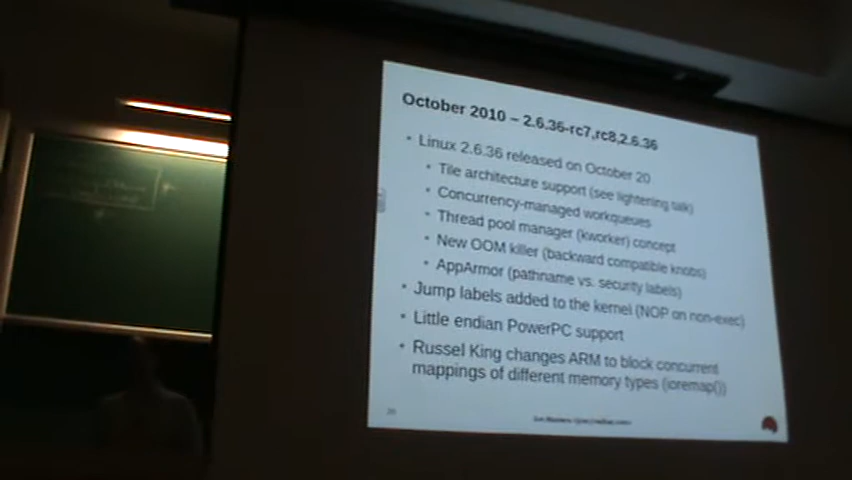 October 2010 – 2.6.36-rc7,rc8,2.6.36
• Linux 2.6.36 released on October 20
• Tile architecture support (see lightening talk)
• Concurrency-managed workqueues
• Thread pool manager (kworker) concept
• New OOM killer (backward compatible knobs)
• AppArmor (pathname vs. security labels)
• Jump labels added to the kernel (NOP on non-exec)
• Little endian PowerPC support
• Russel King changes ARM to block concurrent
mappings of different memory types (ioremap())